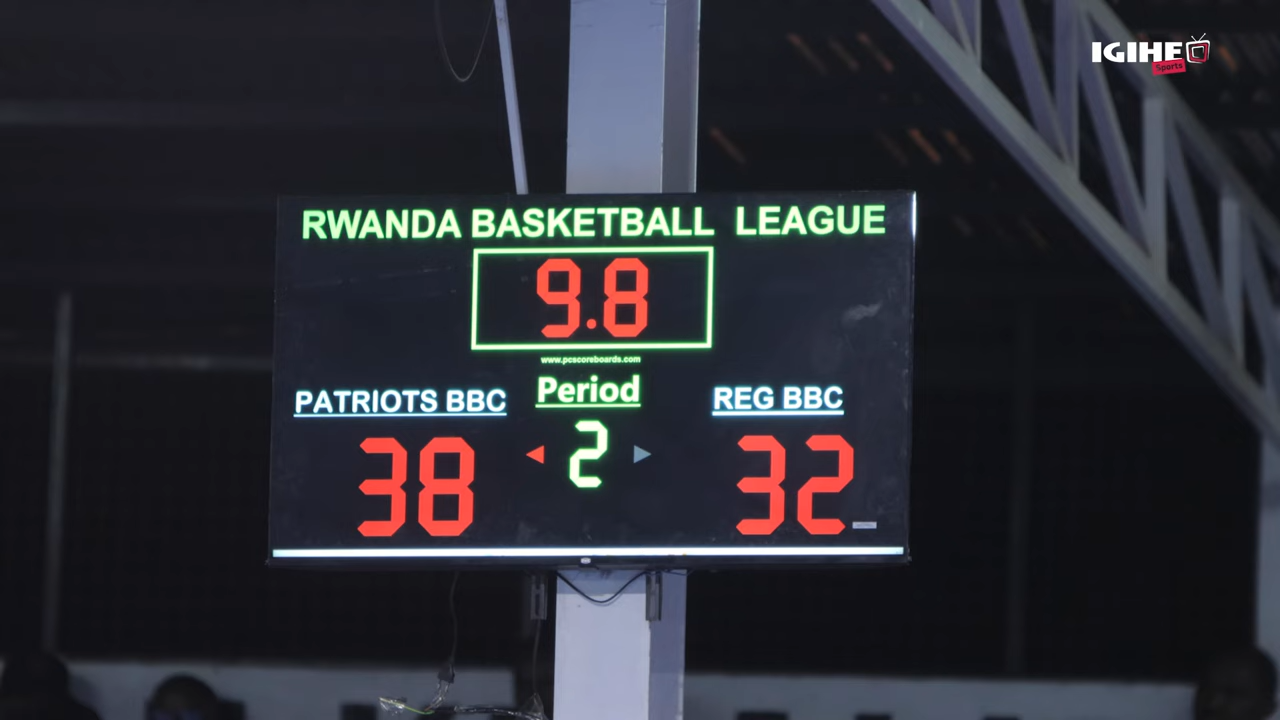 IGIHE
Sports
RWANDA BASKETBALL LEAGUE
9.8
www.pcscoreboards.com
PATRIOTS BBC
Period
REG BBC
38
2
32